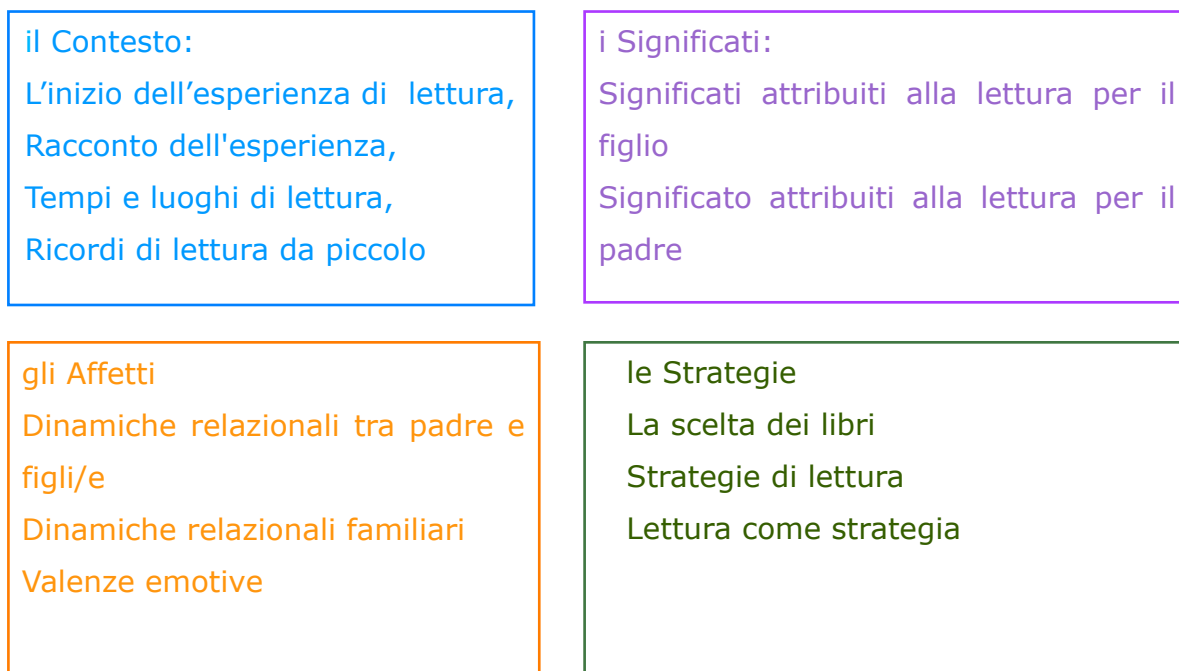 il Contesto:
L’inizio dell’esperienza di lettura,
Racconto dell'esperienza,
Tempi e luoghi di lettura,
Ricordi di lettura da piccolo
i Significati:
Significati attribuiti alla lettura per il
figlio
Significato attribuiti alla lettura per il
padre
gli Affetti
Dinamiche relazionali tra padre e
figli/e
Dinamiche relazionali familiari
Valenze emotive
le Strategie
La scelta dei libri
Strategie di lettura
Lettura come strategia